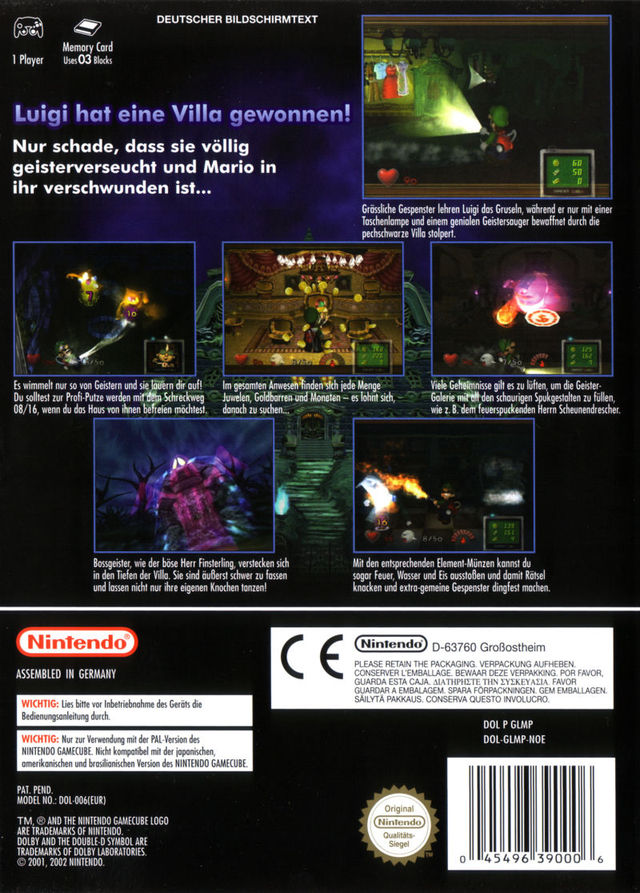 DEUTSCHER BILDSCHIRMTEXT
1 Player
Memory Card
Uses 03 Blocks
Luigi hat eine Villa gewonnen!
Nur schade, dass sie völlig
geisterverseucht und Mario in
ihr verschwunden ist...
60
50
0
Grässliche Gespenster lehren Luigi das Gruseln, während er nur mit einer
Taschenlampe und einem genialen Geistersauger bewaffnet durch die
pechschwarze Villa stolpert.
Es wimmelt nur so von Geistern und sie lauern dir auf!
Du solltest zur Profi-Putze werden mit dem Schreckweg
08/16, wenn du das Haus von ihnen befreien möchtest.
Im gesamten Anwesen finden sich jede Menge
Juwelen, Goldbarren und Moneten – es lohnt sich,
danach zu suchen...
Viele Geheimnisse gilt es zu lüften, um die Geister-
Galerie mit all den schaurigen Spukgestalten zu füllen,
wie z. B. dem feuerspuckenden Herrn Scheunendrescher.
16
8/50
Bossgeister, wie der böse Herr Finsterling, verstecken sich
in den Tiefen der Villa. Sie sind äußerst schwer zu fassen
und lassen nicht nur ihre eigenen Knochen tanzen!
Mit den entsprechenden Element-Münzen kannst du
sogar Feuer, Wasser und Eis ausstoßen und damit Rätsel
knacken und extra-gemeine Gespenster dingfest machen.
Nintendo®
ASSEMBLED IN GERMANY
WICHTIG: Lies bitte vor Inbetriebnahme des Geräts die
Bedienungsanleitung durch.
WICHTIG: Nur zur Verwendung mit der PAL-Version des
NINTENDO GAMECUBE. Nicht kompatibel mit der japanischen,
amerikanischen und brasilianischen Version des NINTENDO GAMECUBE.
PAT. PEND.
MODEL NO.: DOL-006(EUR)
TM, ® AND THE NINTENDO GAMECUBE LOGO
ARE TRADEMARKS OF NINTENDO.
DOLBY AND THE DOUBLE-D SYMBOL ARE
TRADEMARKS OF DOLBY LABORATORIES.
© 2001, 2002 NINTENDO.
CE
Nintendo® D-63760 Großostheim
PLEASE RETAIN THE PACKAGING. VERPACKUNG AUFHEBEN.
CONSERVER L'EMBALLAGE. BEWAAR DEZE VERPAKKING. POR FAVOR,
GUARDA ESTA CAJA. ΔΙΑΤΗΡΗΣΤΕ ΤΗΝ ΣΥΣΚΕΥΑΣΙΑ. FAVOR
GUARDAR A EMBALAGEM. SPARA FÖRPACKNINGEN. GEM EMBALLAGEN.
SÄILYTÄ PAKKAUS. CONSERVA QUESTO INVOLUCRO.
DOL P GLMP
DOL-GLMP-NOE
Original
Nintendo
Qualitäts-
Siegel
TM
0 45496 39000 6